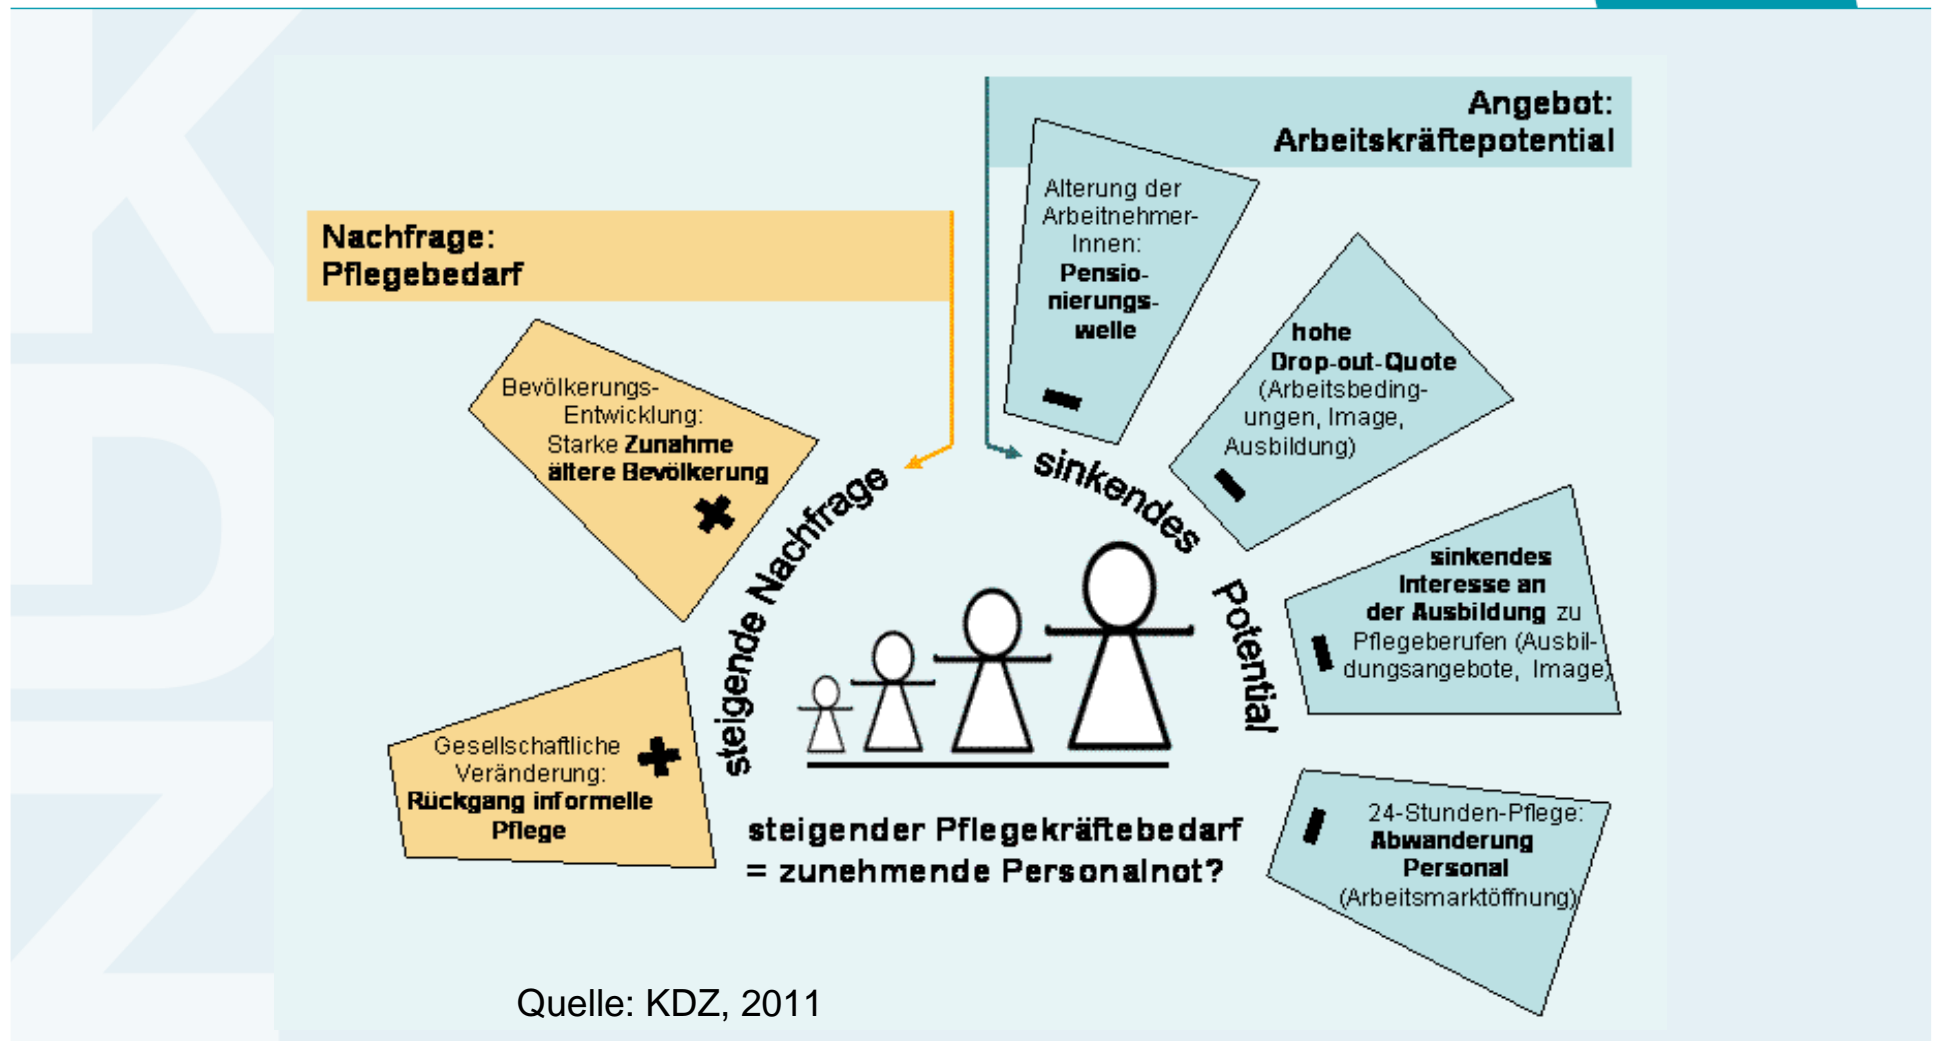 K
D
Z
Nachfrage:
Pflegebedarf
Bevölkerungs-
Entwicklung:
Starke Zunahme
ältere Bevölkerung
Gesellschaftliche
Veränderung:
Rückgang informelle
Pflege
steigende Nachfrage
Angebot:
Arbeitskräftepotential
Alterung der
Arbeitnehmer-
Innen:
Pensio-
nierungs-
welle
hohe
Drop-out-Quote
(Arbeitsbeding-
ungen, Image,
Ausbildung)
sinkendes
Interesse an
der Ausbildung zu
Pflegeberufen (Ausbil-
dungsangebote, Image)
24-Stunden-Pflege:
Abwanderung
Personal
(Arbeitsmarktöffnung)
sinkendes Potential
steigender Pflegekräftebedarf
= zunehmende Personalnot?
Quelle: KDZ, 2011